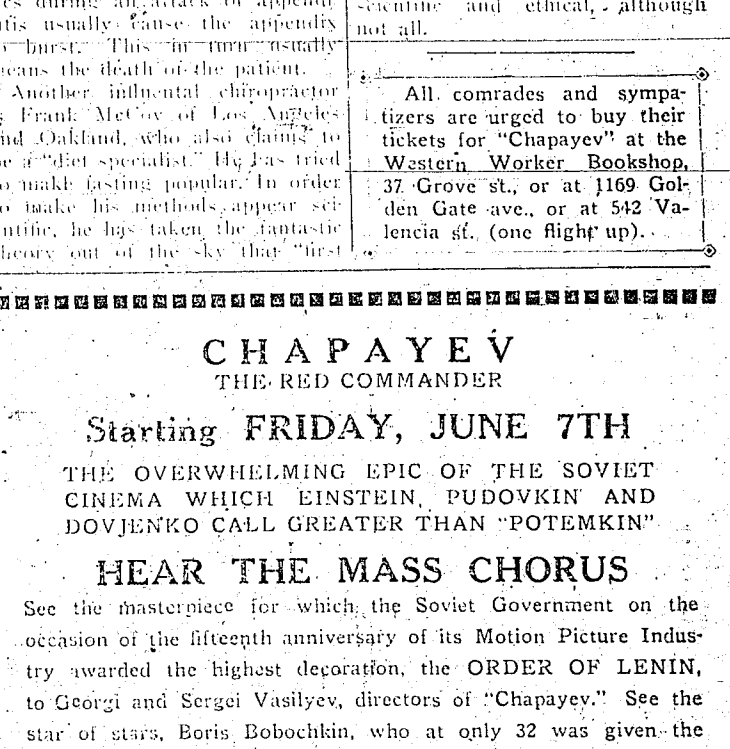 during an attack of appendi-
tis usually cause the appendix
burst. This in turn usually
means the death of the patient.
Another influental chiropractor
Frank McCoy of Los Angeles
and Oakland, who also claims to
be a "diet specialist." He has tried
to make fasting popular. In order
to make his methods appear sci-
entific, he has taken the fantastic
theory out of the sky that "first
scientific and ethical, although
not all.
All comrades and sympa-
tizers are urged to buy their
tickets for "Chapayev" at the
Western Worker Bookshop,
37 Grove st., or at 1169 Gol-
den Gate ave., or at 542 Va-
lencia st. (one flight up).
CHAPAYEV
THE RED COMMANDER
Starting FRIDAY, JUNE 7TH
THE OVERWHELMING EPIC OF THE SOVIET
CINEMA WHICH EINSTEIN, PUDOVKIN AND
DOVJENKO CALL GREATER THAN "POTEMKIN"
HEAR THE MASS CHORUS
See the masterpiece for which the Soviet Government on the
occasion of the fifteenth anniversary of its Motion Picture Indus-
try awarded the highest decoration, the ORDER OF LENIN,
to Georgi and Sergei Vasilyev, directors of "Chapayev." See the
star of stars, Boris Bobochkin, who at only 32 was given the